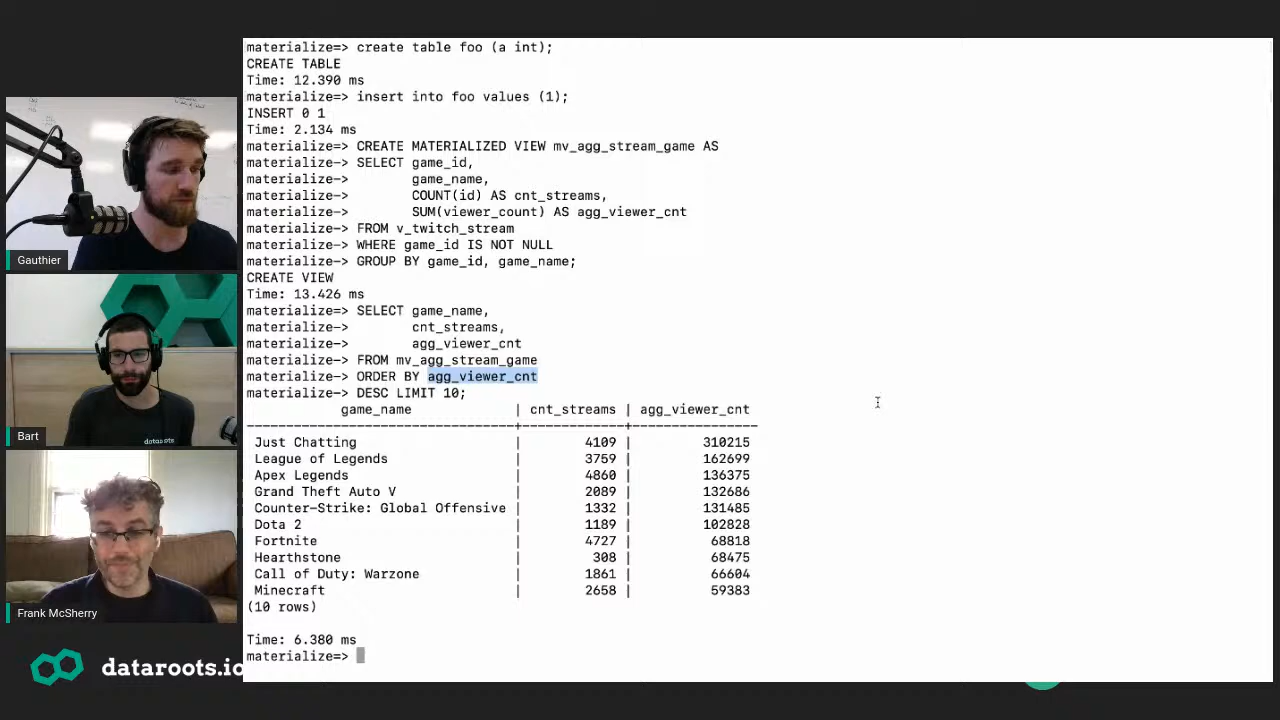 materialize=> create table foo (a int);
CREATE TABLE
Time: 12.390 ms
materialize=> insert into foo values (1);
INSERT 0 1
Time: 2.134 ms
materialize=> CREATE MATERIALIZED VIEW mv_agg_stream_game AS
materialize-> SELECT game_id,
materialize-> game_name,
materialize-> COUNT(id) AS cnt_streams,
materialize-> SUM(viewer_count) AS agg_viewer_cnt
materialize-> FROM v_twitch_stream
materialize-> WHERE game_id IS NOT NULL
materialize-> GROUP BY game_id, game_name;
CREATE VIEW
Time: 13.426 ms
materialize=> SELECT game_name,
materialize-> cnt_streams,
materialize-> agg_viewer_cnt
materialize-> FROM mv_agg_stream_game
materialize-> ORDER BY agg_viewer_cnt
materialize-> DESC LIMIT 10;
game_name | cnt_streams | agg_viewer_cnt
----------------------------------+-------------+----------------
Just Chatting | 4109 | 310215
League of Legends | 3759 | 162699
Apex Legends | 4860 | 136375
Grand Theft Auto V | 2089 | 132686
Counter-Strike: Global Offensive | 1332 | 131485
Dota 2 | 1189 | 102828
Fortnite | 4727 | 68818
Hearthstone | 308 | 68475
Call of Duty: Warzone | 1861 | 66604
Minecraft | 2658 | 59383
(10 rows)
Time: 6.380 ms
materialize=>
Gauthier
dataroots
Bart
Frank McSherry
dataroots.io